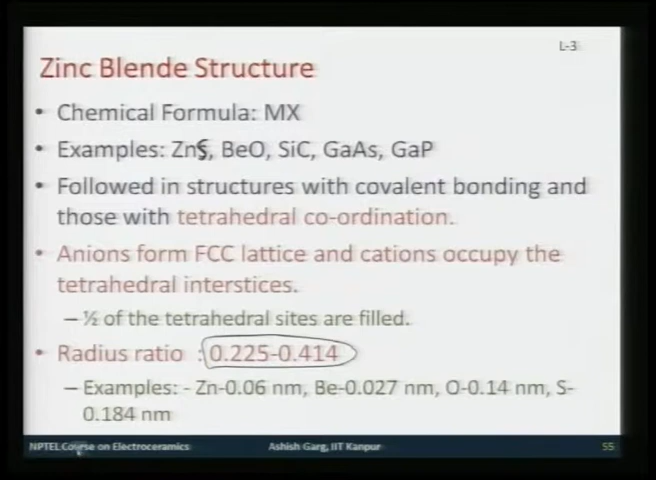 L-3
Zinc Blende Structure
• Chemical Formula: MX
• Examples: ZnS, BeO, SiC, GaAs, GaP
• Followed in structures with covalent bonding and
those with tetrahedral co-ordination.
• Anions form FCC lattice and cations occupy the
tetrahedral interstices.
– ½ of the tetrahedral sites are filled.
• Radius ratio : 0.225-0.414
– Examples: - Zn-0.06 nm, Be-0.027 nm, O-0.14 nm, S-
0.184 nm
NPTEL Course on Electroceramics Ashish Garg, IIT Kanpur 55